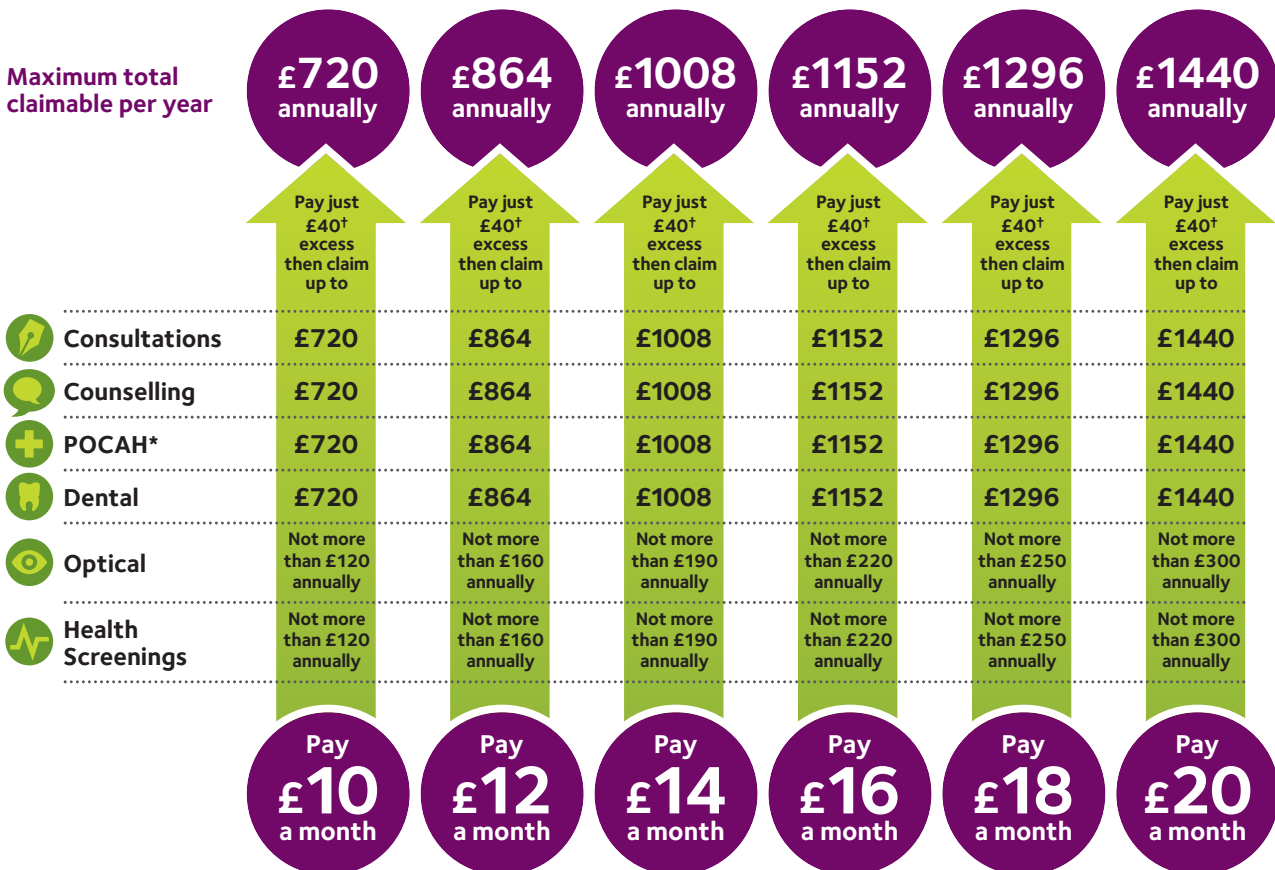 Maximum total
claimable per year
£720
annually
£864
annually
£1008
annually
£1152
annually
£1296
annually
£1440
annually
Pay just
£40†
excess
then claim
up to
Pay just
£40†
excess
then claim
up to
Pay just
£40†
excess
then claim
up to
Pay just
£40†
excess
then claim
up to
Pay just
£40†
excess
then claim
up to
Pay just
£40†
excess
then claim
up to
Consultations £720 £864 £1008 £1152 £1296 £1440
Counselling £720 £864 £1008 £1152 £1296 £1440
POCAH* £720 £864 £1008 £1152 £1296 £1440
Dental £720 £864 £1008 £1152 £1296 £1440
Optical
Not more
than £120
annually
Not more
than £160
annually
Not more
than £190
annually
Not more
than £220
annually
Not more
than £250
annually
Not more
than £300
annually
Health
Screenings
Not more
than £120
annually
Not more
than £160
annually
Not more
than £190
annually
Not more
than £220
annually
Not more
than £250
annually
Not more
than £300
annually
Pay
£10
a month
Pay
£12
a month
Pay
£14
a month
Pay
£16
a month
Pay
£18
a month
Pay
£20
a month